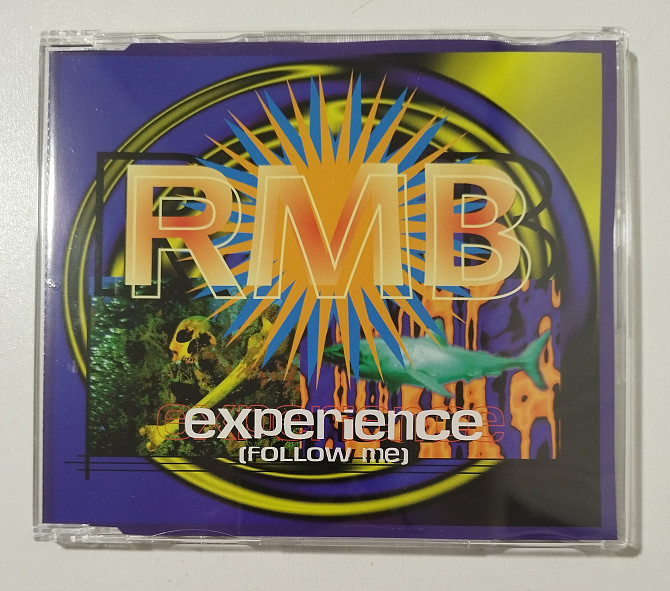 RMB
experience
(FOLLOW me)